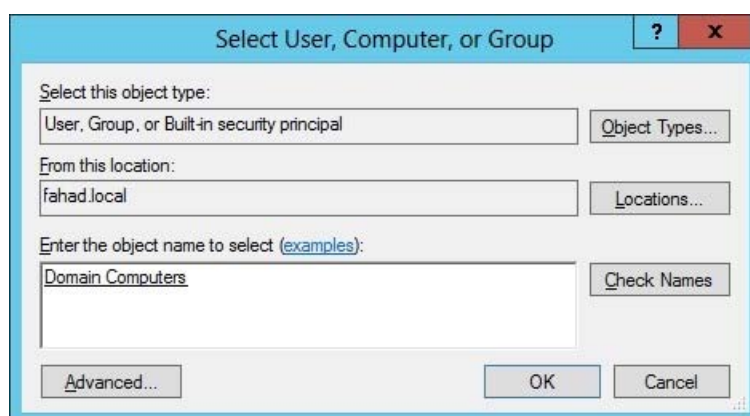 Select User, Computer, or Group
?
x
Select this object type:
User, Group, or Built-in security principal
Object Types...
From this location:
fahad.local
Locations...
Enter the object name to select (examples):
Domain Computers
Check Names
Advanced...
OK
Cancel